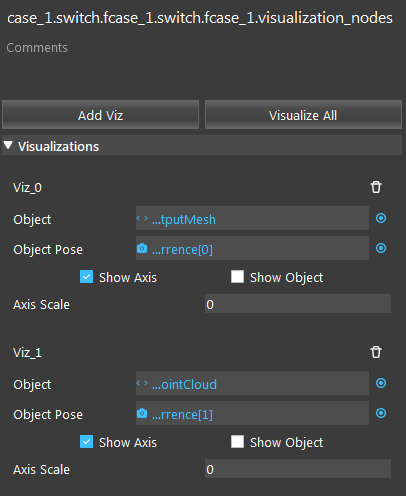 case_1.switch.fcase_1.switch.fcase_1.visualization_nodes
Comments
Add Viz Visualize All
Visualizations
Viz_0
Object ...tputMesh
Object Pose ...rrence[0]
Show Axis Show Object
Axis Scale 0
Viz_1
Object ...ointCloud
Object Pose ...rrence[1]
Show Axis Show Object
Axis Scale 0